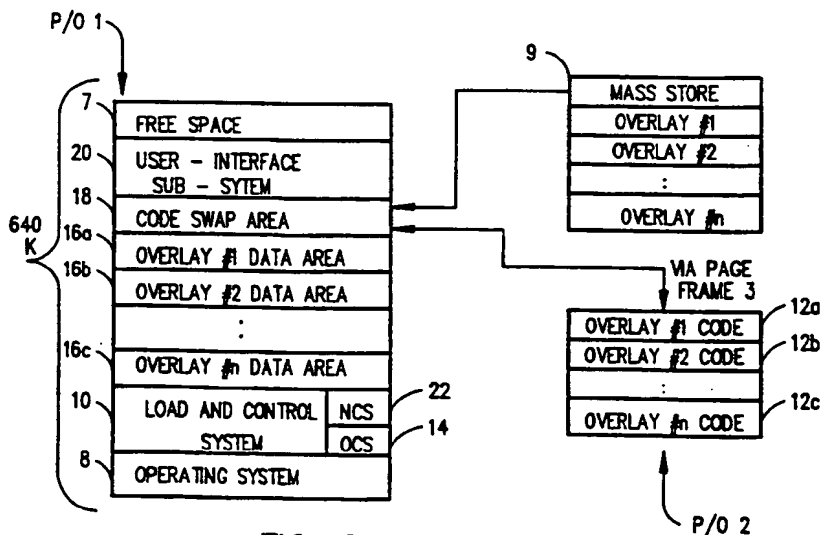 P/O 1
640
K
7
FREE SPACE
20
USER - INTERFACE
SUB - SYTEM
18
CODE SWAP AREA
16a
OVERLAY #1 DATA AREA
16b
OVERLAY #2 DATA AREA
:
16c
OVERLAY #n DATA AREA
10
LOAD AND CONTROL
SYSTEM
NCS
22
OCS
14
8
OPERATING SYSTEM
9
MASS STORE
OVERLAY #1
OVERLAY #2
:
OVERLAY #n
VIA PAGE
FRAME 3
OVERLAY #1 CODE
12a
OVERLAY #2 CODE
12b
:
OVERLAY #n CODE
12c
P/O 2